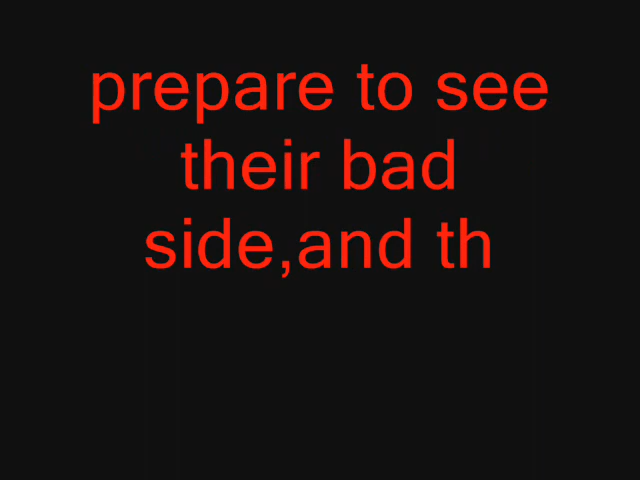 prepare to see
their bad
side,and th